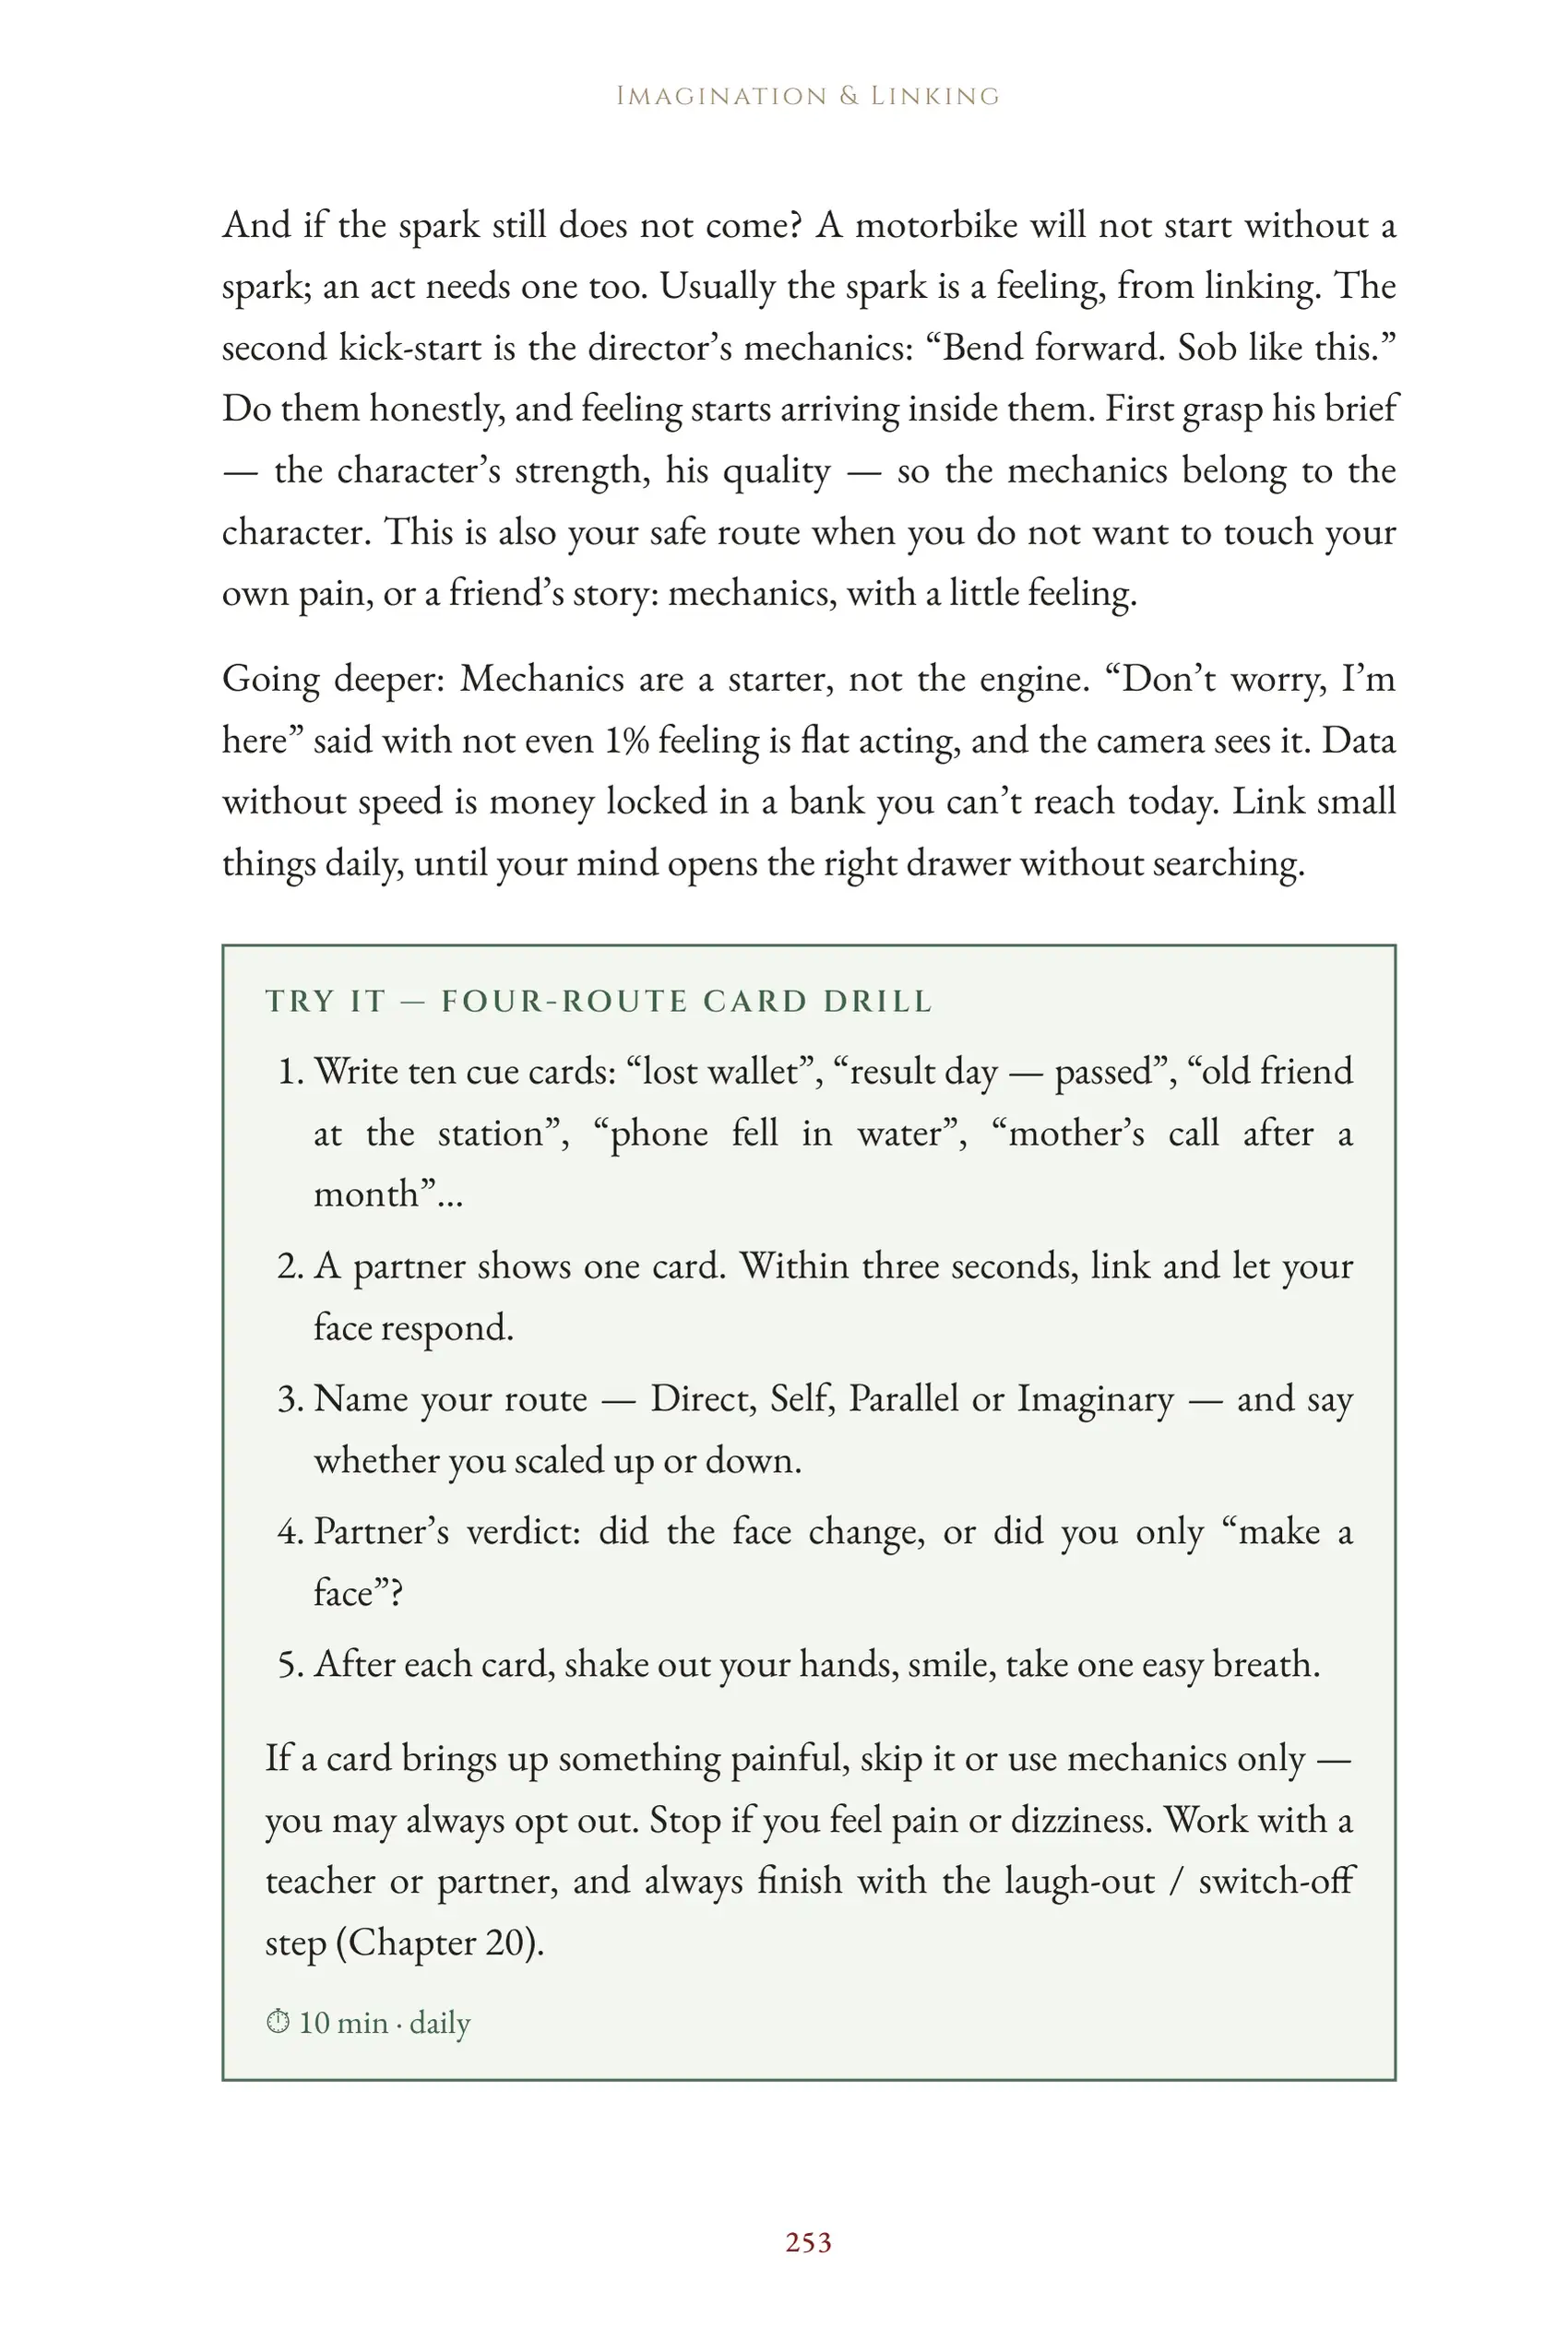 IMAGINATION & LINKING
And if the spark still does not come? A motorbike will not start without a
spark; an act needs one too. Usually the spark is a feeling, from linking. The
second kick-start is the director’s mechanics: “Bend forward. Sob like this.”
Do them honestly, and feeling starts arriving inside them. First grasp his brief
— the character’s strength, his quality — so the mechanics belong to the
character. This is also your safe route when you do not want to touch your
own pain, or a friend’s story: mechanics, with a little feeling.
Going deeper: Mechanics are a starter, not the engine. “Don’t worry, I’m
here” said with not even 1% feeling is flat acting, and the camera sees it. Data
without speed is money locked in a bank you can’t reach today. Link small
things daily, until your mind opens the right drawer without searching.
TRY IT — FOUR-ROUTE CARD DRILL
1. Write ten cue cards: “lost wallet”, “result day — passed”, “old friend
at the station”, “phone fell in water”, “mother’s call after a
month”...
2. A partner shows one card. Within three seconds, link and let your
face respond.
3. Name your route — Direct, Self, Parallel or Imaginary — and say
whether you scaled up or down.
4. Partner’s verdict: did the face change, or did you only “make a
face”?
5. After each card, shake out your hands, smile, take one easy breath.
If a card brings up something painful, skip it or use mechanics only —
you may always opt out. Stop if you feel pain or dizziness. Work with a
teacher or partner, and always finish with the laugh-out / switch-off
step (Chapter 20).
⏱ 10 min · daily
253